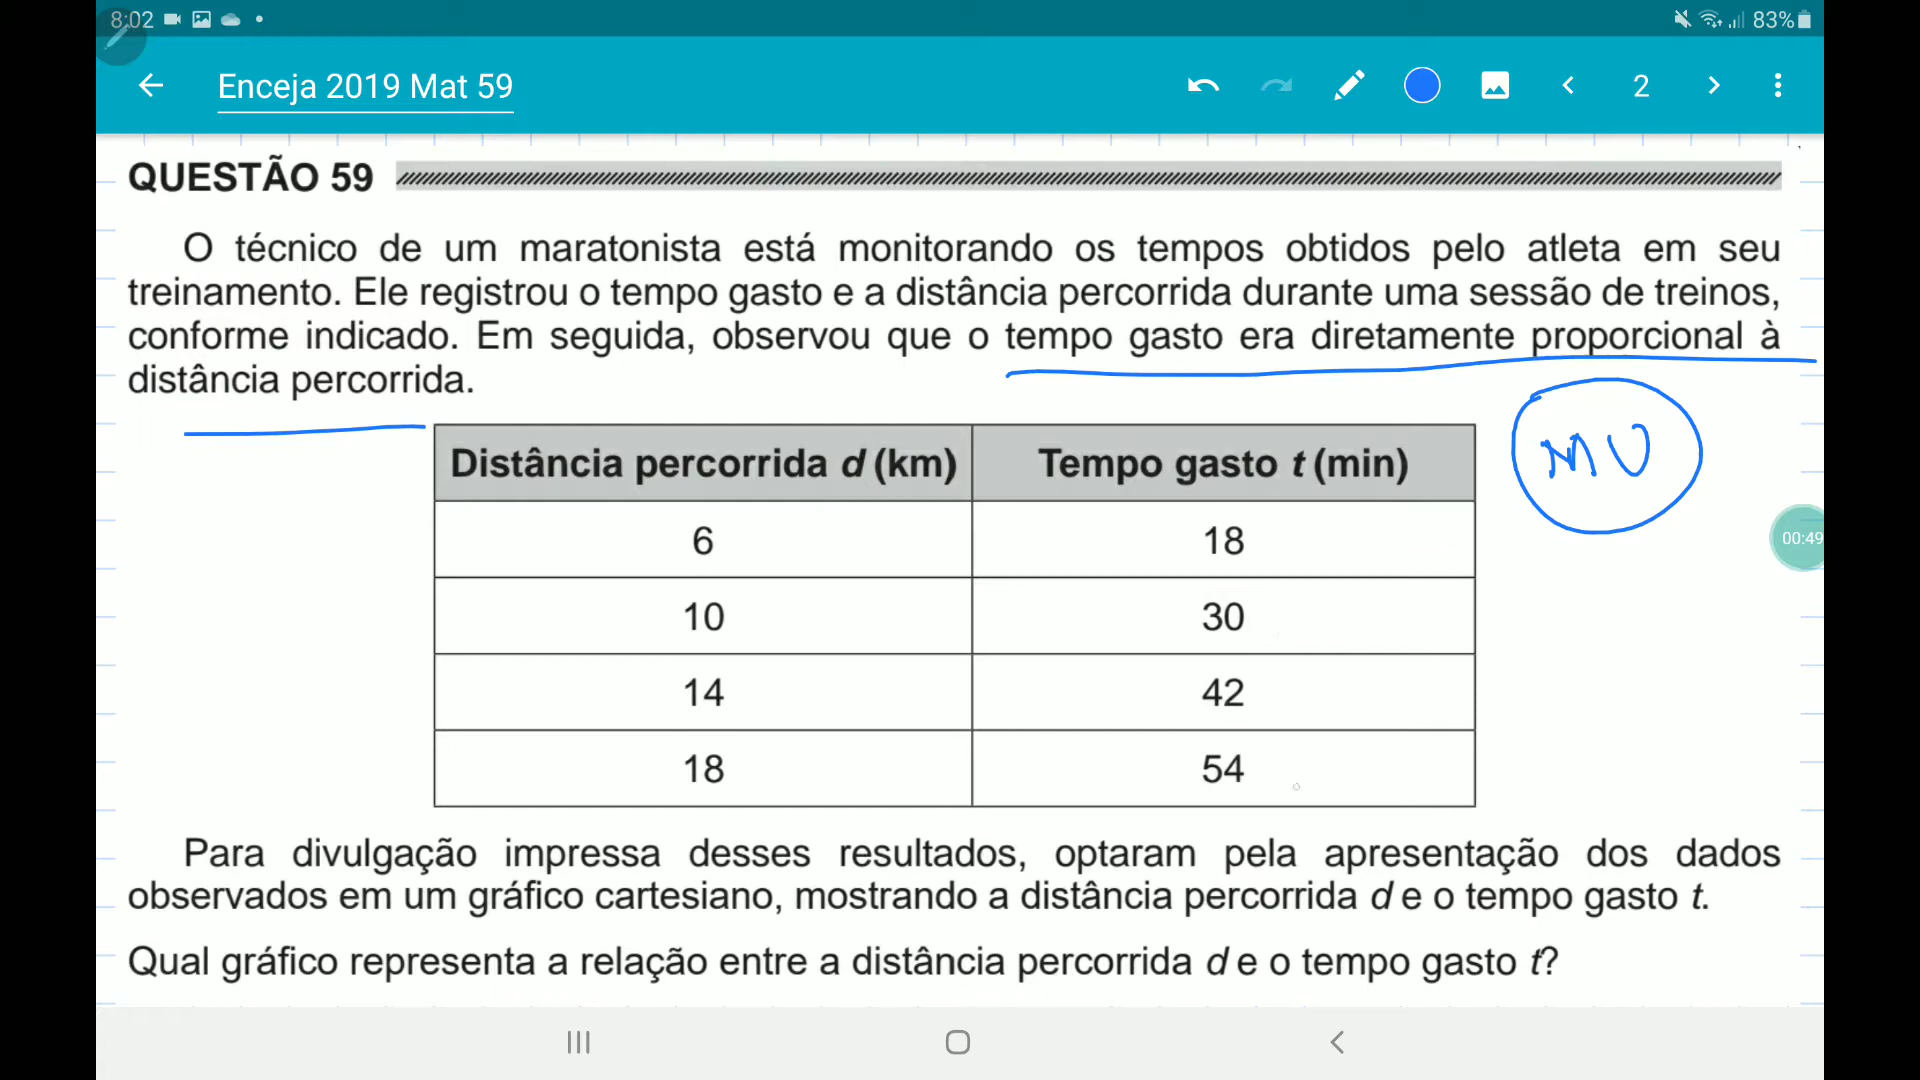 8:02 83%
Enceja 2019 Mat 59 2
QUESTÃO 59
O técnico de um maratonista está monitorando os tempos obtidos pelo atleta em seu
treinamento. Ele registrou o tempo gasto e a distância percorrida durante uma sessão de treinos,
conforme indicado. Em seguida, observou que o tempo gasto era diretamente proporcional à
distância percorrida.
MU
Distância percorrida d (km) Tempo gasto t (min)
6 18
00:49
10 30
14 42
18 54
Para divulgação impressa desses resultados, optaram pela apresentação dos dados
observados em um gráfico cartesiano, mostrando a distância percorrida d e o tempo gasto t.
Qual gráfico representa a relação entre a distância percorrida d e o tempo gasto t?